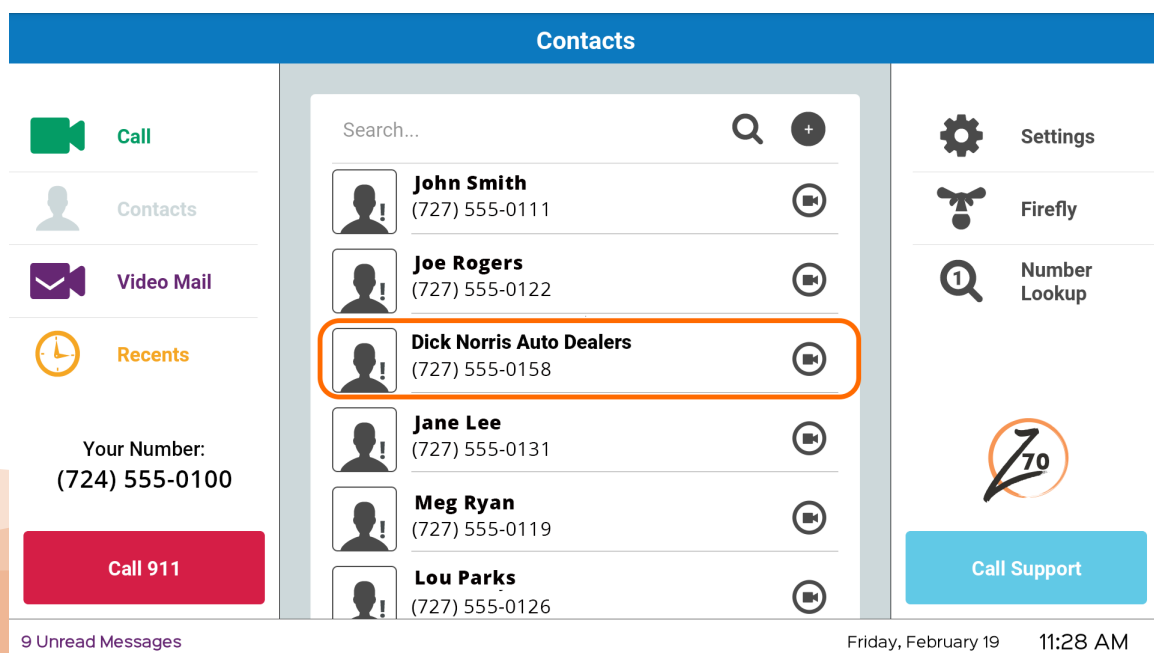 Contacts
Call
Contacts
Video Mail
Recents
Your Number:
(724) 555-0100
Call 911
Search...
+
John Smith
(727) 555-0111
!
Joe Rogers
(727) 555-0122
!
Dick Norris Auto Dealers
(727) 555-0158
!
Jane Lee
(727) 555-0131
!
Meg Ryan
(727) 555-0119
!
Lou Parks
(727) 555-0126
!
Settings
Firefly
1
Number
Lookup
Z70
Call Support
9 Unread Messages
Friday, February 19 11:28 AM